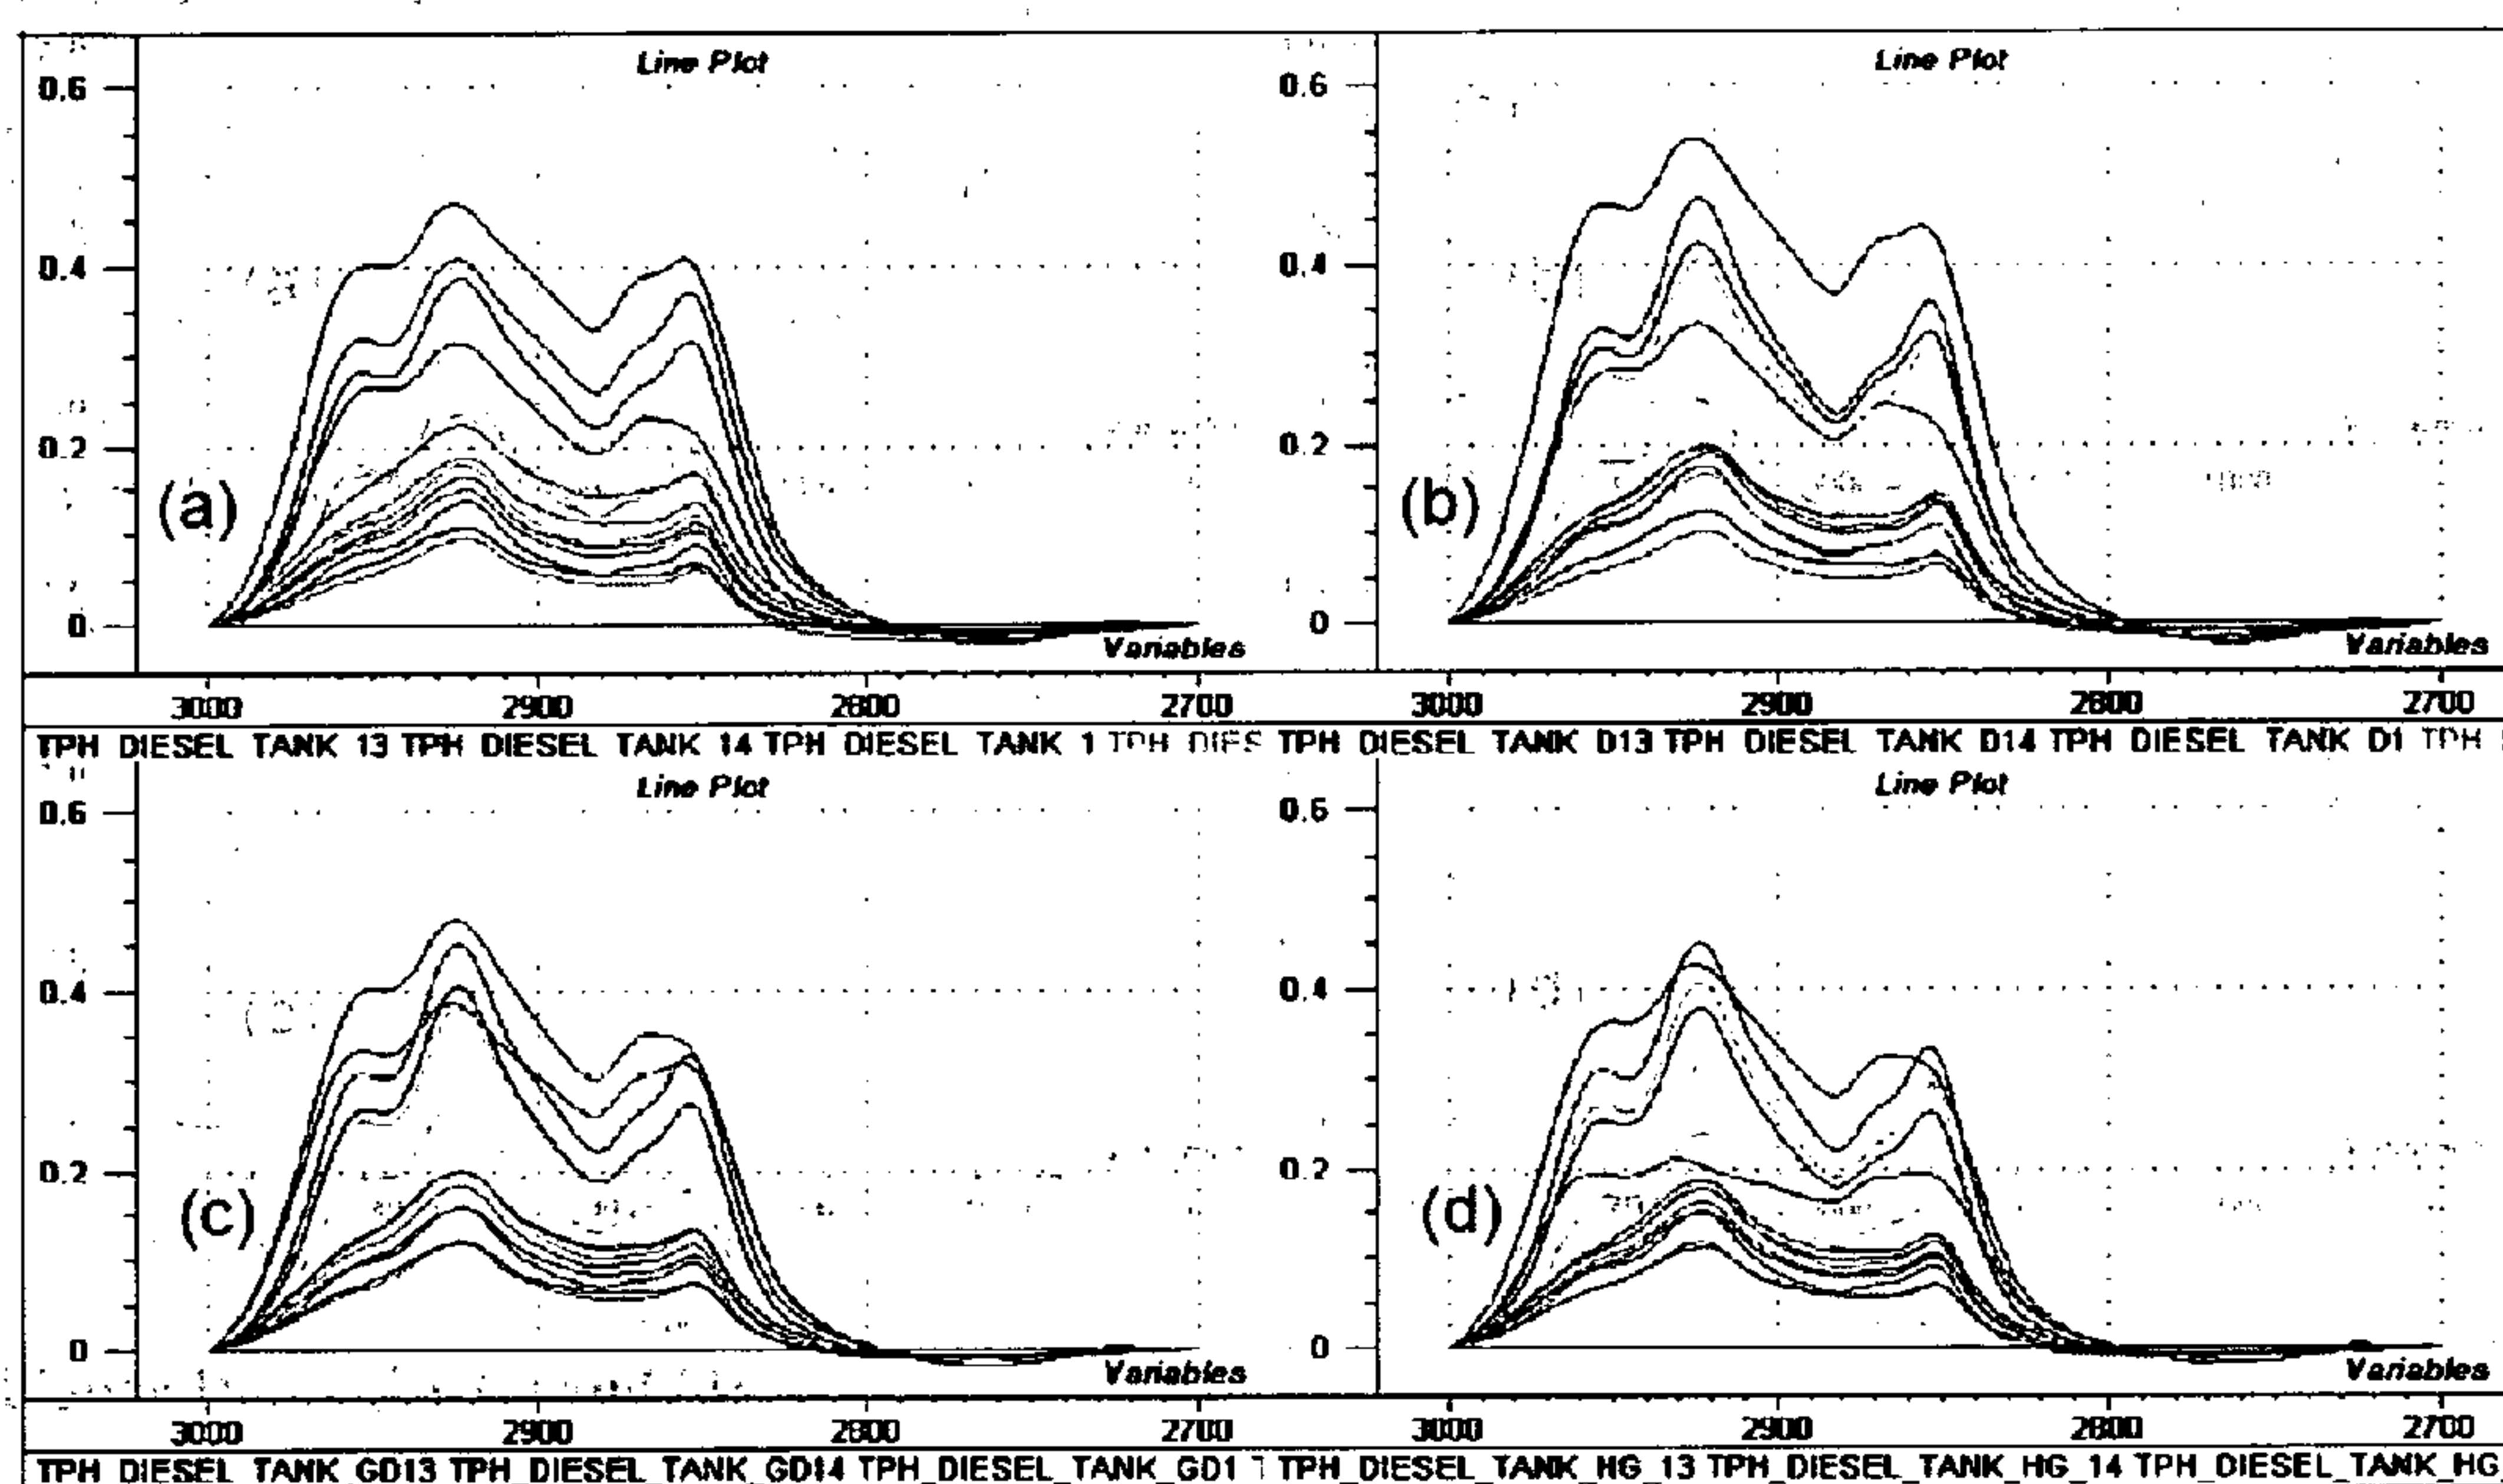 Line Plot
0.6
0.4
0.2
0
(a)
Variables
3000 2900 2800 2700
TPH DIESEL TANK 13 TPH DIESEL TANK 14 TPH DIESEL TANK 1 TPH DIES
Line Plot
0.6
0.4
0.2
0
(b)
Variables
3000 2900 2800 2700
TPH DIESEL TANK D13 TPH DIESEL TANK D14 TPH DIESEL TANK D1 TPH
Line Plot
0.6
0.4
0.2
0
(c)
Variables
3000 2900 2800 2700
TPH DIESEL TANK GD13 TPH DIESEL TANK GD14 TPH_DIESEL_TANK_GD1
Line Plot
0.6
0.4
0.2
0
(d)
Variables
3000 2900 2800 2700
TPH_DIESEL_TANK_HG_13 TPH_DIESEL_TANK_HG_14 TPH_DIESEL_TANK_HG